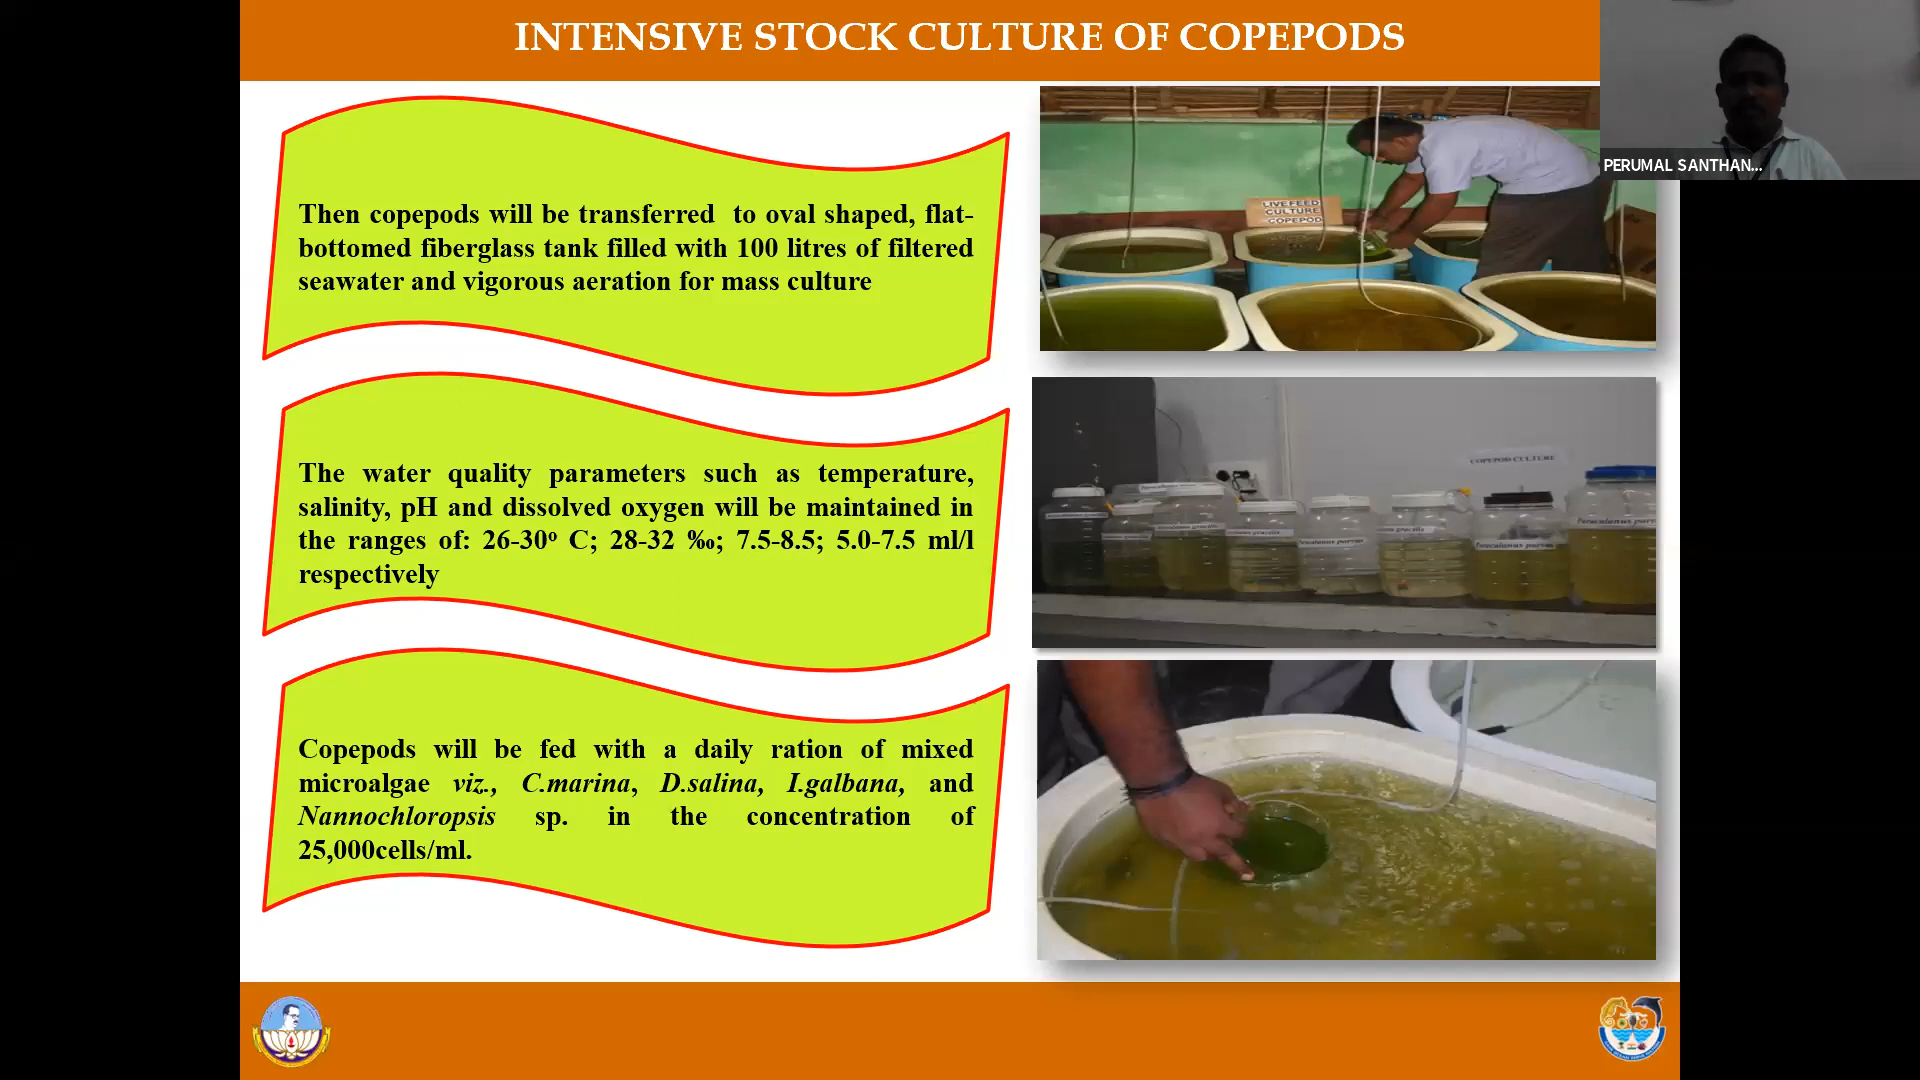 INTENSIVE STOCK CULTURE OF COPEPODS
PERUMAL SANTHAN...
Then copepods will be transferred to oval shaped, flat-
bottomed fiberglass tank filled with 100 litres of filtered
seawater and vigorous aeration for mass culture
LIVE FEED
CULTURE
COPEPOD
The water quality parameters such as temperature,
salinity, pH and dissolved oxygen will be maintained in
the ranges of: 26-30º C; 28-32 ‰; 7.5-8.5; 5.0-7.5 ml/l
respectively
COPEPOD CULTURE
Copepods will be fed with a daily ration of mixed
microalgae viz., C.marina, D.salina, I.galbana, and
Nannochloropsis sp. in the concentration of
25,000cells/ml.